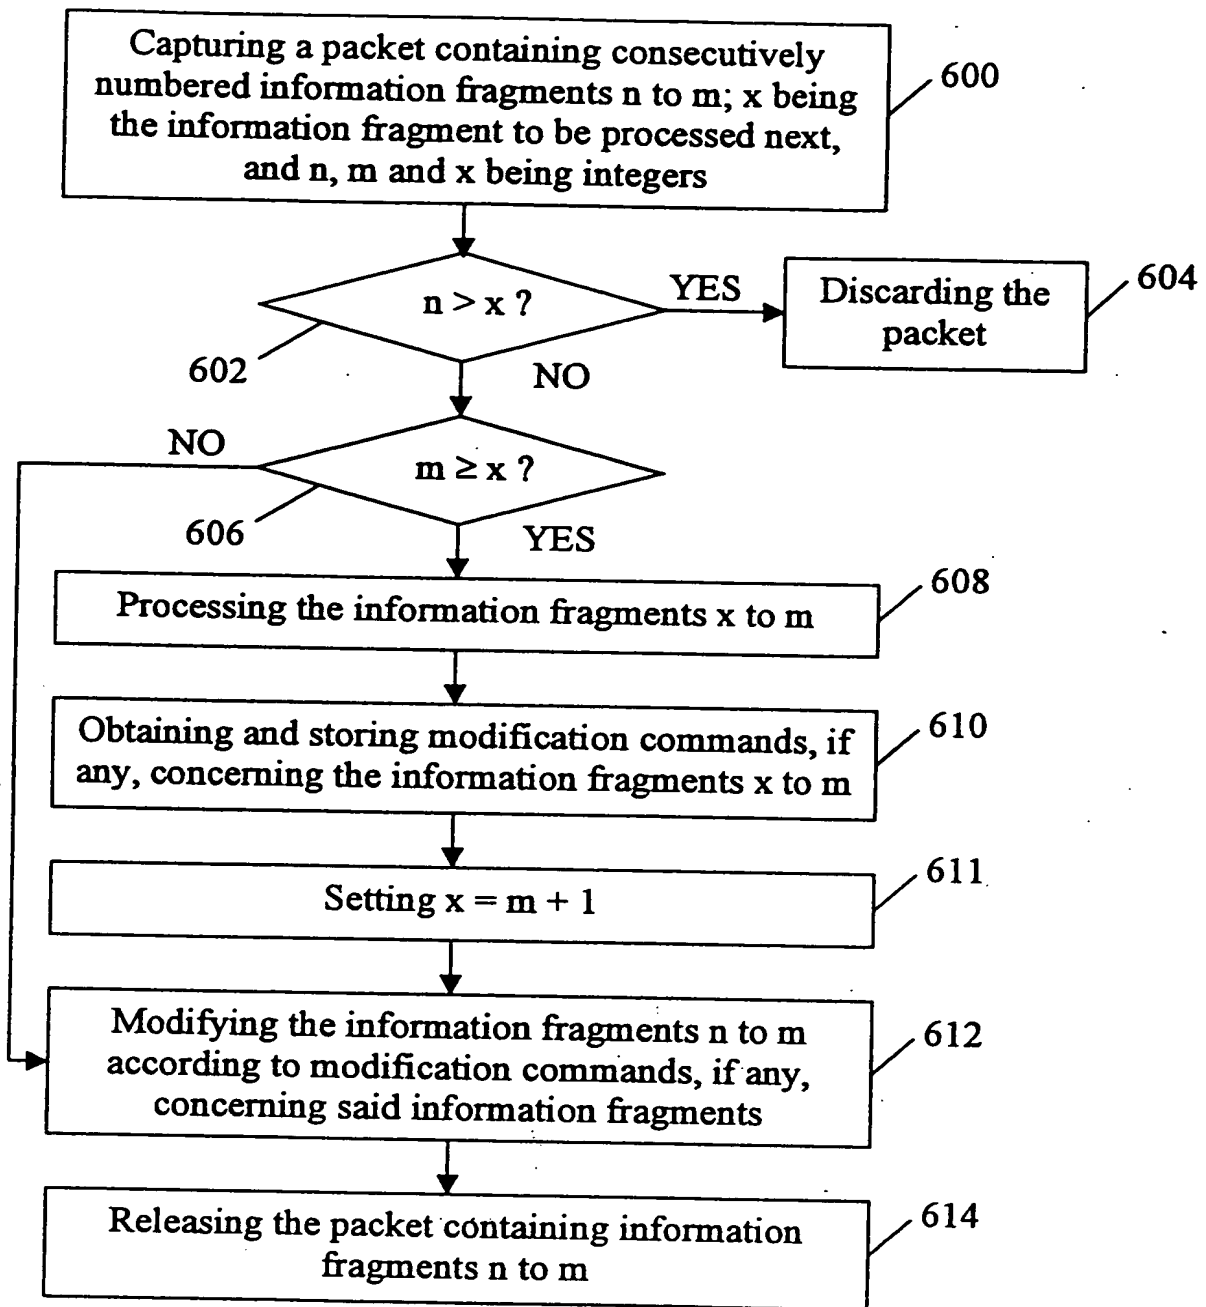 Capturing a packet containing consecutively
numbered information fragments n to m; x being
the information fragment to be processed next,
and n, m and x being integers
600
n > x ?
YES
Discarding the
packet
604
602
NO
NO
m ≥ x ?
606
YES
Processing the information fragments x to m
608
Obtaining and storing modification commands, if
any, concerning the information fragments x to m
610
Setting x = m + 1
611
Modifying the information fragments n to m
according to modification commands, if any,
concerning said information fragments
612
Releasing the packet containing information
fragments n to m
614